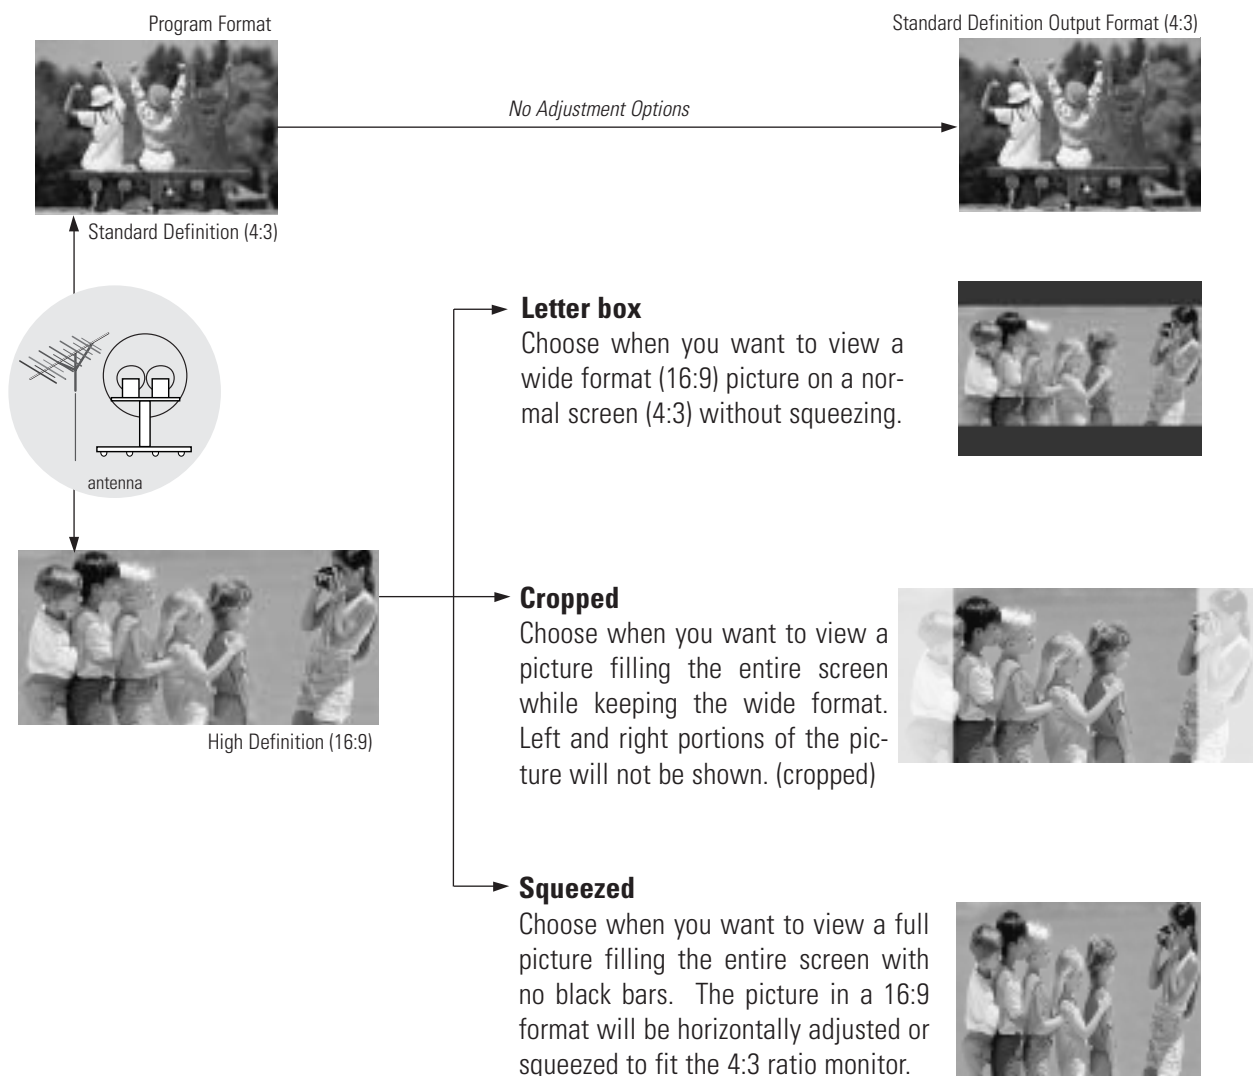 Program Format
Standard Definition Output Format (4:3)
No Adjustment Options
Standard Definition (4:3)
antenna
High Definition (16:9)
Letter box
Choose when you want to view a
wide format (16:9) picture on a nor-
mal screen (4:3) without squeezing.
Cropped
Choose when you want to view a
picture filling the entire screen
while keeping the wide format.
Left and right portions of the pic-
ture will not be shown. (cropped)
Squeezed
Choose when you want to view a full
picture filling the entire screen with
no black bars. The picture in a 16:9
format will be horizontally adjusted or
squeezed to fit the 4:3 ratio monitor.